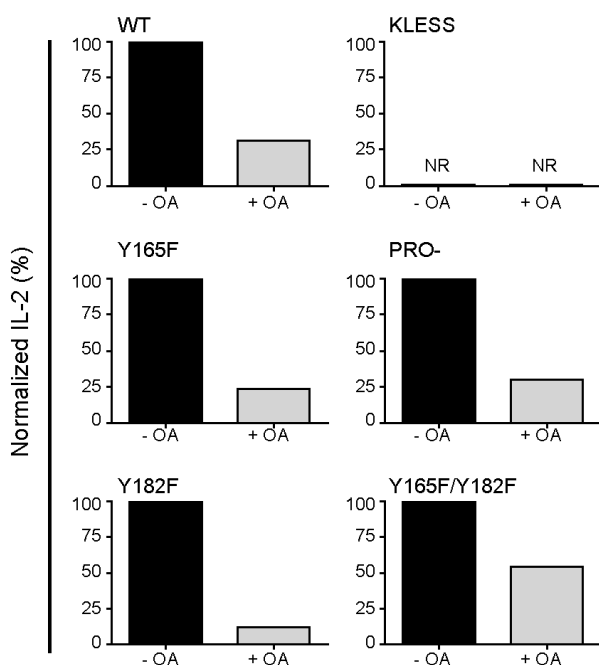 Normalized IL-2 (%)
WT
100
75
50
25
0
- OA
+ OA
KLESS
100
75
50
25
0
NR
NR
- OA
+ OA
Y165F
100
75
50
25
0
- OA
+ OA
PRO-
100
75
50
25
0
- OA
+ OA
Y182F
100
75
50
25
0
- OA
+ OA
Y165F/Y182F
100
75
50
25
0
- OA
+ OA